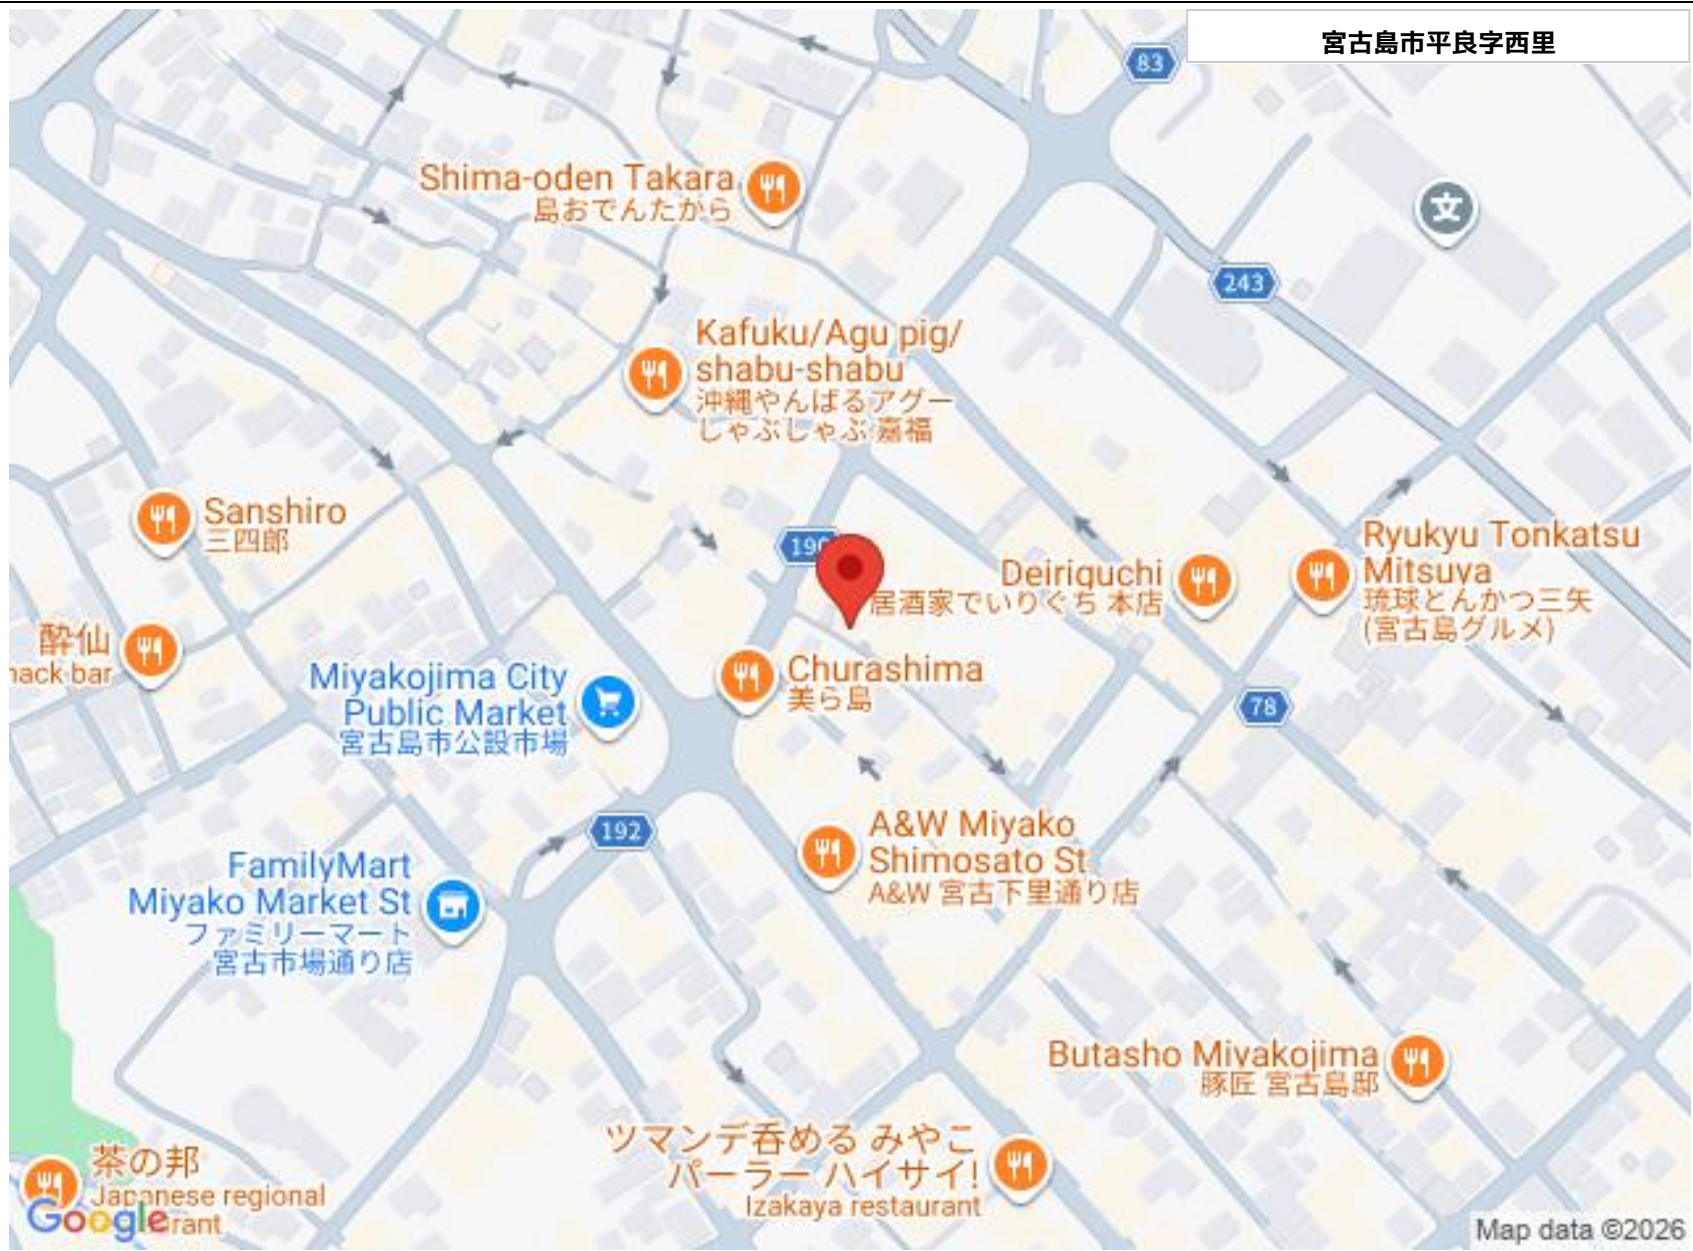 宮古島市平良字西里
83
Shima-oden Takara
島おでんたから
243
Kafuku/Agu pig/
shabu-shabu
沖縄やんばるアグー
しゃぶしゃぶ 嘉福
Sanshiro
三四郎
190
Deiriguchi
居酒家でいりぐち 本店
Ryukyu Tonkatsu
Mitsuya
琉球とんかつ三矢
(宮古島グルメ)
酔仙
nack bar
Miyakojima City
Public Market
宮古島市公設市場
Churashima
美ら島
78
192
A&W Miyako
Shimosato St
A&W 宮古下里通り店
FamilyMart
Miyako Market St
ファミリーマート
宮古市場通り店
Butasho Miyakojima
豚匠 宮古島邸
ツマンデ呑める みやこ
パーラー ハイサイ!
Izakaya restaurant
茶の邦
Japanese regional
rant
Google
Map data ©2026
文